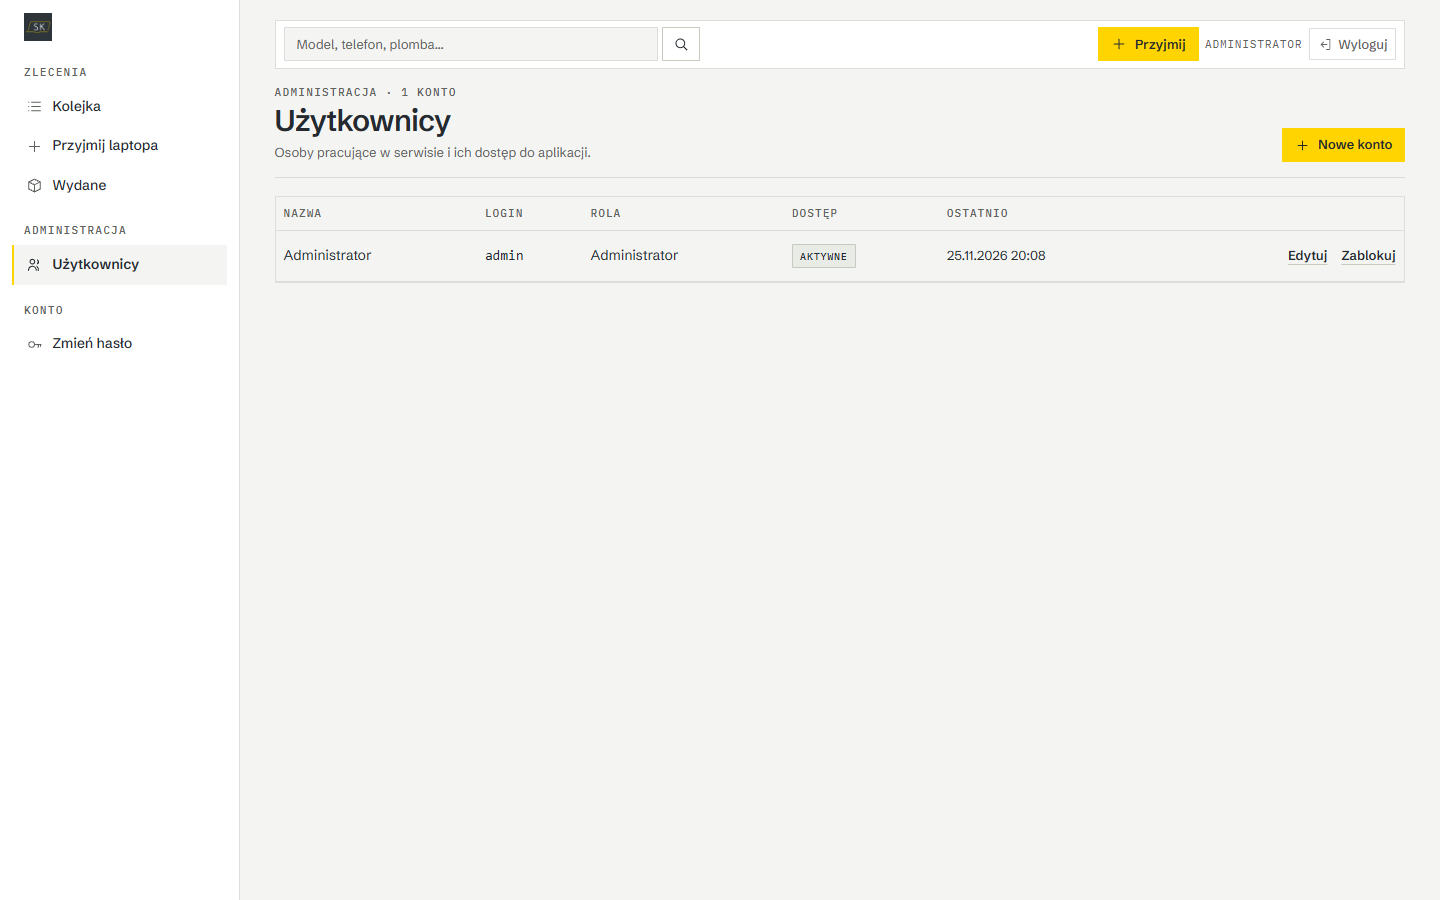 SK
ZLECENIA
Kolejka
Przyjmij laptopa
Wydane
ADMINISTRACJA
Użytkownicy
KONTO
Zmień hasło
Model, telefon, plomba...
Przyjmij
ADMINISTRATOR
Wyloguj
ADMINISTRACJA · 1 KONTO
Użytkownicy
Osoby pracujące w serwisie i ich dostęp do aplikacji.
Nowe konto
NAZWA LOGIN ROLA DOSTĘP OSTATNIO
Administrator admin Administrator AKTYWNE 25.11.2026 20:08 Edytuj Zablokuj